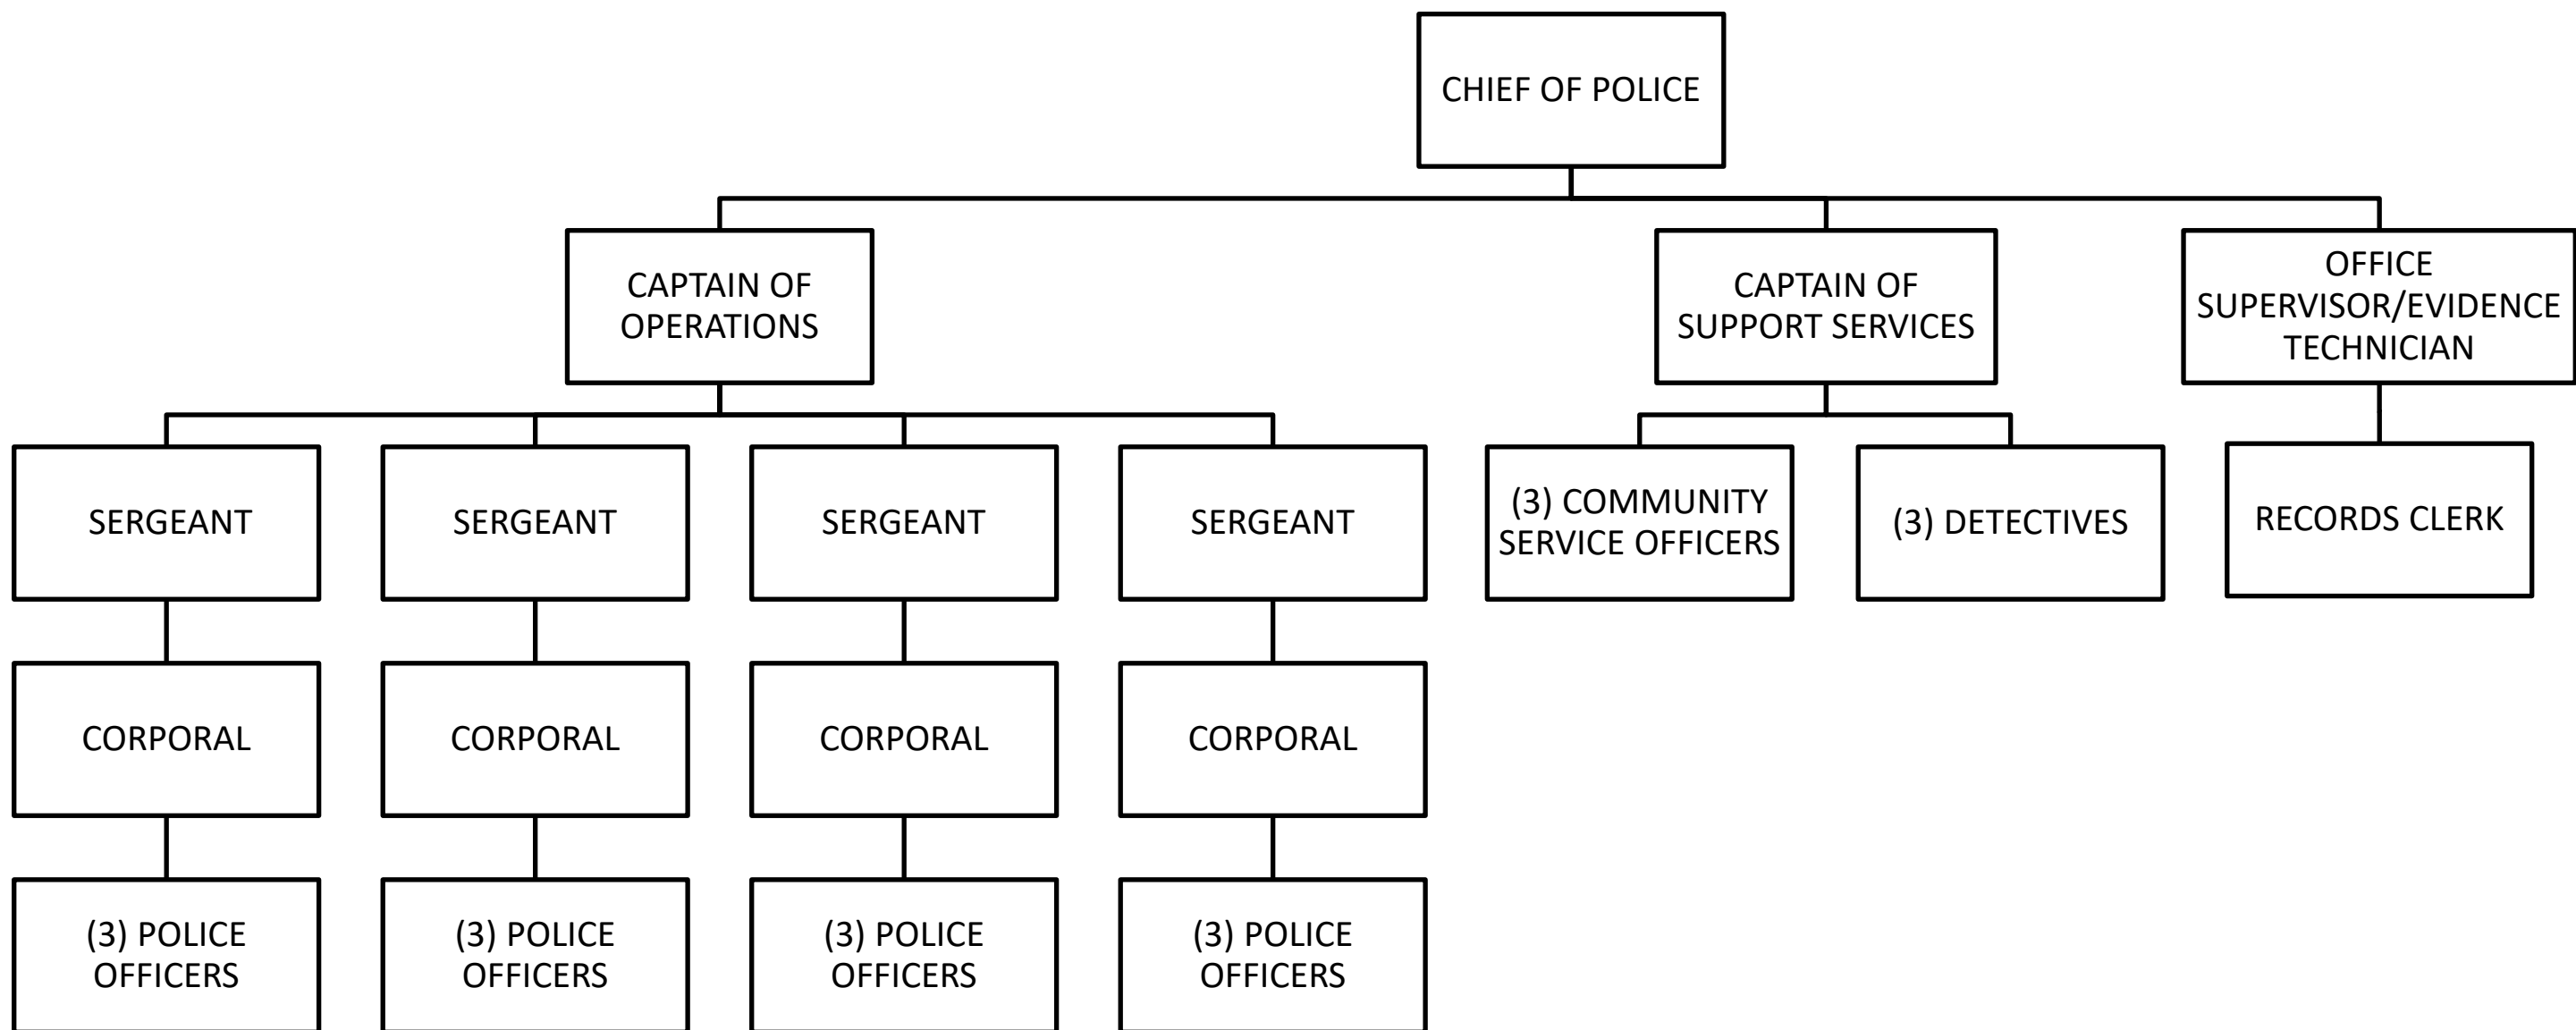 CHIEF OF POLICE
CAPTAIN OF
OPERATIONS
CAPTAIN OF
SUPPORT SERVICES
OFFICE
SUPERVISOR/EVIDENCE
TECHNICIAN
SERGEANT
SERGEANT
SERGEANT
SERGEANT
(3) COMMUNITY
SERVICE OFFICERS
(3) DETECTIVES
RECORDS CLERK
CORPORAL
CORPORAL
CORPORAL
CORPORAL
(3) POLICE
OFFICERS
(3) POLICE
OFFICERS
(3) POLICE
OFFICERS
(3) POLICE
OFFICERS